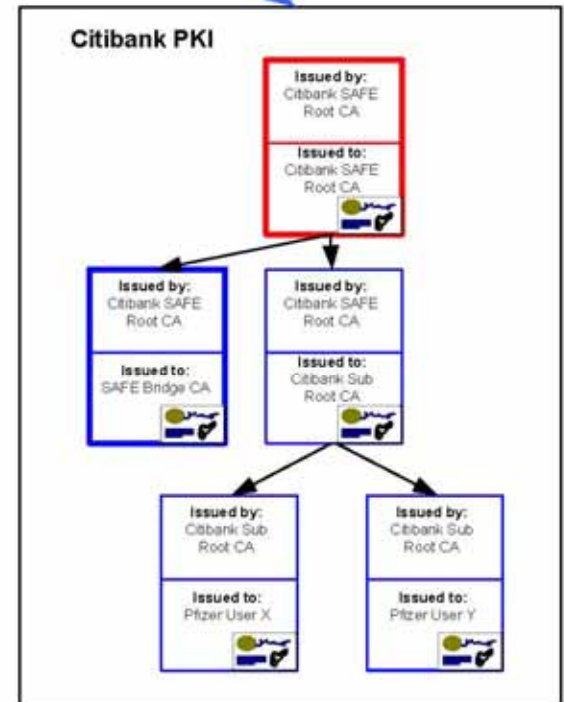 Citibank PKI
Issued by:
Citibank SAFE
Root CA
Issued to:
Citibank SAFE
Root CA
Issued by:
Citibank SAFE
Root CA
Issued to:
SAFE Bridge CA
Issued by:
Citibank SAFE
Root CA
Issued to:
Citibank Sub
Root CA
Issued by:
Citibank Sub
Root CA
Issued to:
Pfizer User X
Issued by:
Citibank Sub
Root CA
Issued to:
Pfizer User Y